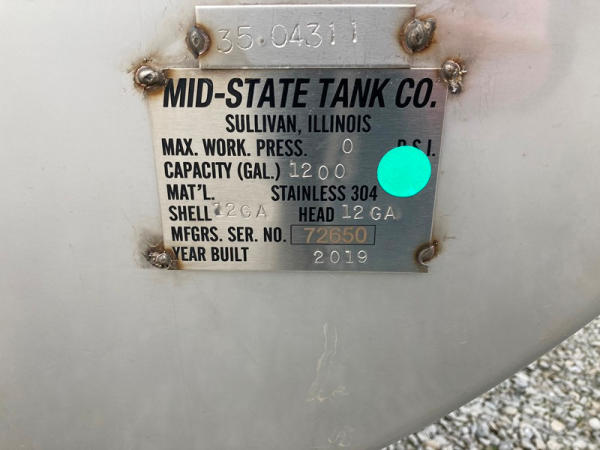 35.04311
MID-STATE TANK CO.
SULLIVAN, ILLINOIS
MAX. WORK. PRESS. 0 P.S.I.
CAPACITY (GAL.) 1200
MAT'L. STAINLESS 304
SHELL 12GA HEAD 12 GA
MFGRS. SER. NO. 72650
YEAR BUILT 2019